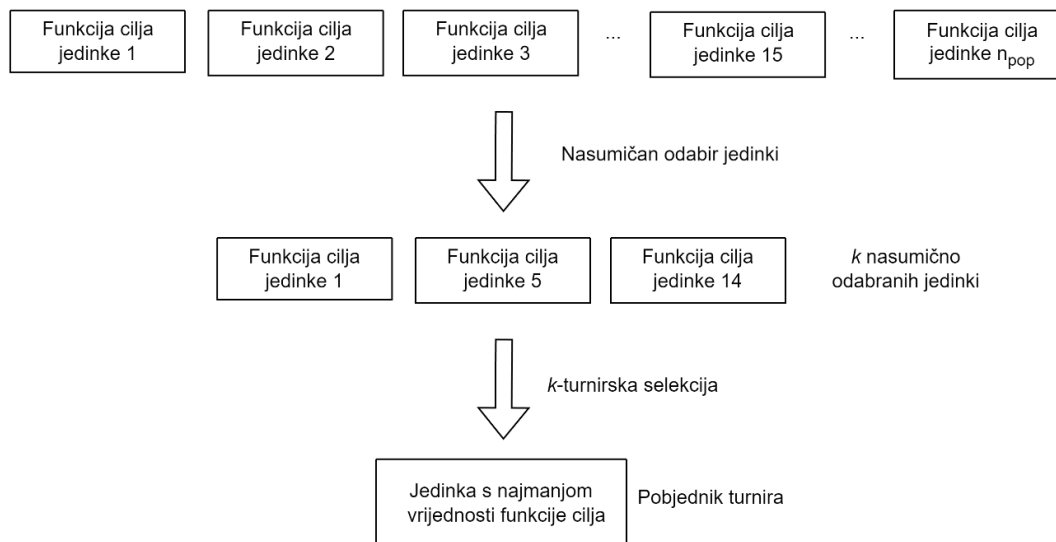 Funkcija cilja
jedinke 1
Funkcija cilja
jedinke 2
Funkcija cilja
jedinke 3
...
Funkcija cilja
jedinke 15
...
Funkcija cilja
jedinke n_pop
Nasumičan odabir jedinki
Funkcija cilja
jedinke 1
Funkcija cilja
jedinke 5
Funkcija cilja
jedinke 14
k nasumično
odabranih jedinki
k-turnirska selekcija
Jedinka s najmanjom
vrijednosti funkcije cilja
Pobjednik turnira